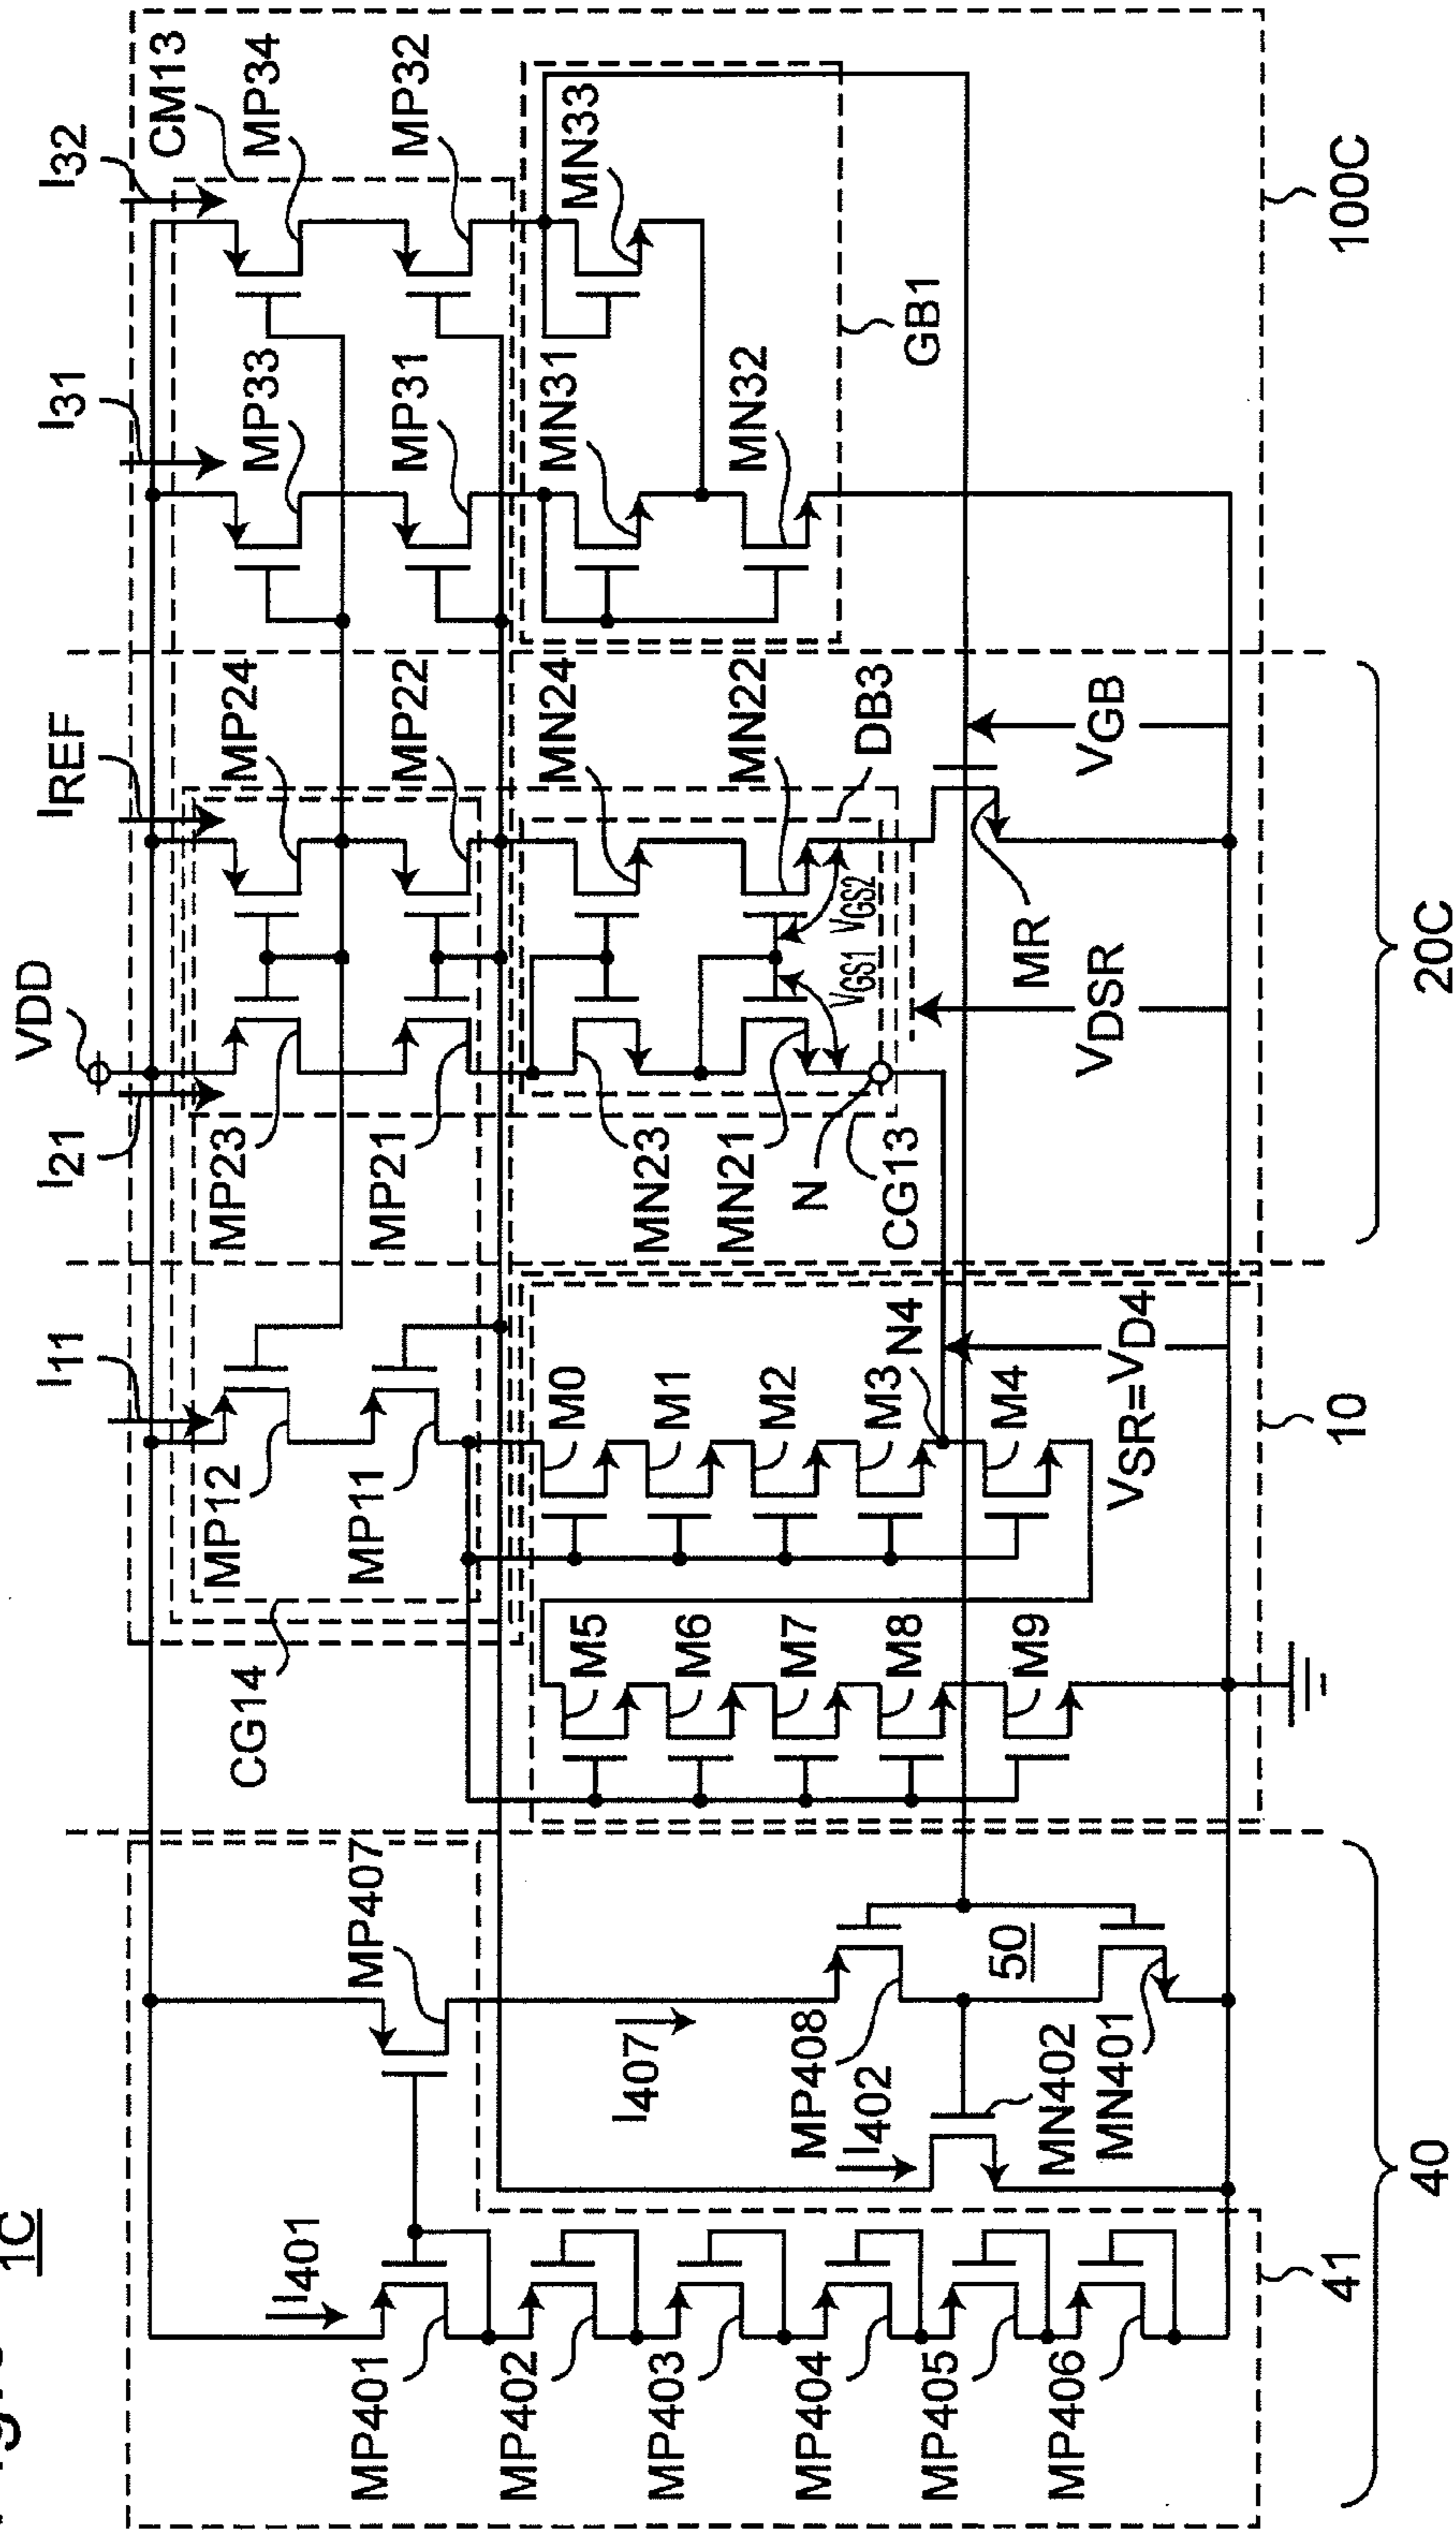 1C
VDD
I401
MP401
MP402
MP403
MP404
MP405
MP406
41
MP407
I407
MP408
I402
50
MN402
MN401
40
I11
MP12
MP11
CG14
M0
M1
M2
M3
M4
N4
M5
M6
M7
M8
M9
VSR=VD4
10
I21
IREF
MP23
MP24
MP21
MP22
MN23
MN24
MN21
MN22
VGS1
VGS2
N
CG13
DB3
MR
VDSR
VGB
20C
I31
I32
CM13
MP33
MP34
MP31
MP32
MN31
MN33
MN32
GB1
100C